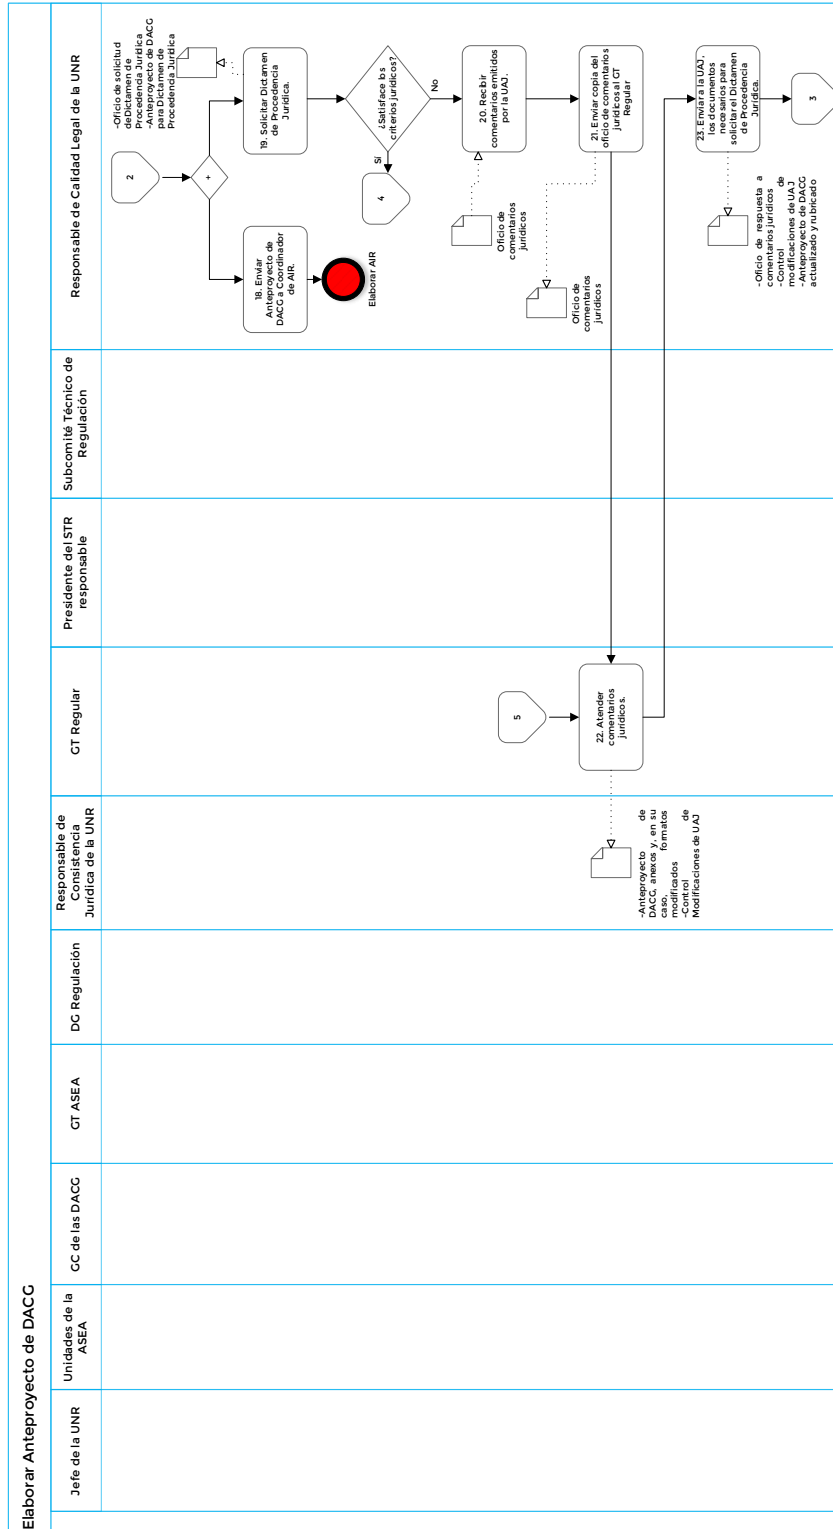 Elaborar Anteproyecto de DACG
Responsable de Calidad Legal de la UNR
Subcomité Técnico de
Regulación
Presidente del STR
responsable
GT Regular
Responsable de
Consistencia
Jurídica de la UNR
DG Regulación
GT ASEA
GC de las DACG
Unidades de la
ASEA
Jefe de la UNR
-Oficio de solicitud
de Dictamen de
Procedencia Jurídica
-Anteproyecto de DACG
para Dictamen de
Procedencia Jurídica
2
+
19. Solicitar Dictamen
de Procedencia
Jurídica.
18. Enviar
Anteproyecto de
DACG a Coordinador
de AIR.
Elaborar AIR
¿Satisface los
criterios jurídicos?
Sí
No
4
20. Recibir
comentarios emitidos
por la UAJ.
Oficio de
comentarios
jurídicos
21. Enviar copia del
oficio de comentarios
jurídicos al GT
Regular
Oficio de
comentarios
jurídicos
5
22. Atender
comentarios
jurídicos.
-Anteproyecto de
DACG, anexos y, en su
caso, formatos
modificados
-Control de
Modificaciones de UAJ
23. Enviar a la UAJ,
los documentos
necesarios para
solicitar el Dictamen
de Procedencia
Jurídica.
-Oficio de respuesta a
comentarios jurídicos
-Control de
modificaciones de UAJ
-Anteproyecto de DACG
actualizado y rubricado
3